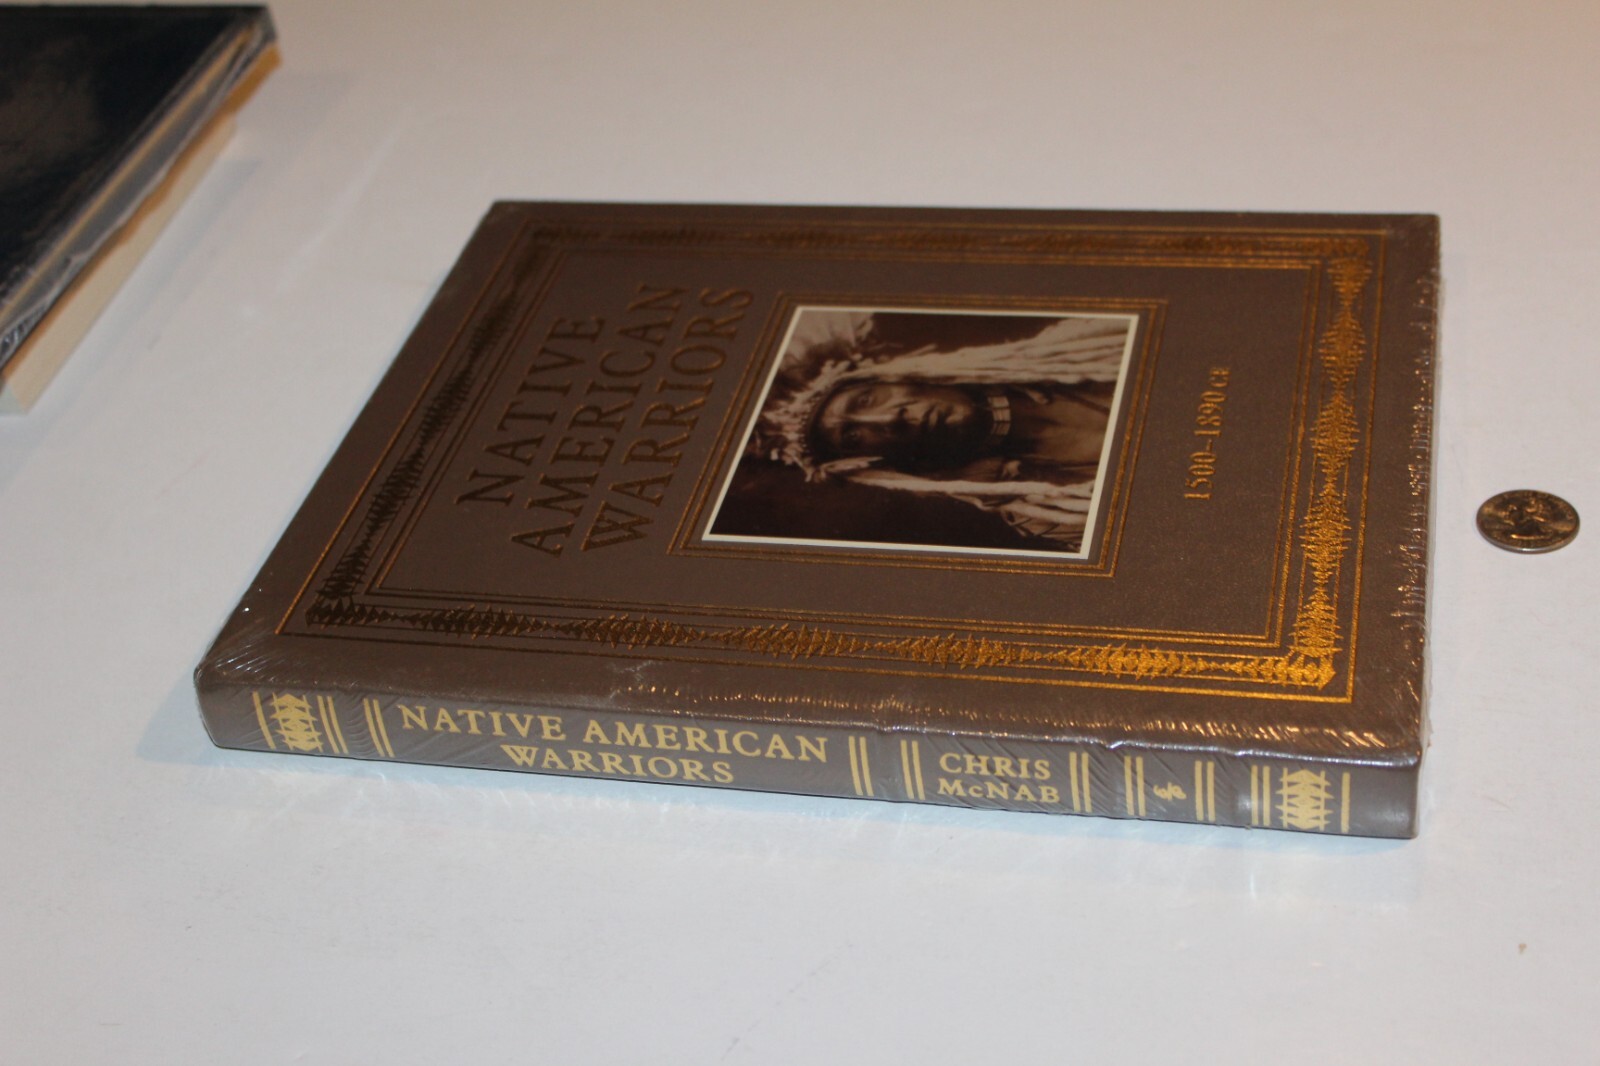 NATIVE
AMERICAN
WARRIORS
1500–1890 CE
NATIVE AMERICAN
WARRIORS
CHRIS
McNAB